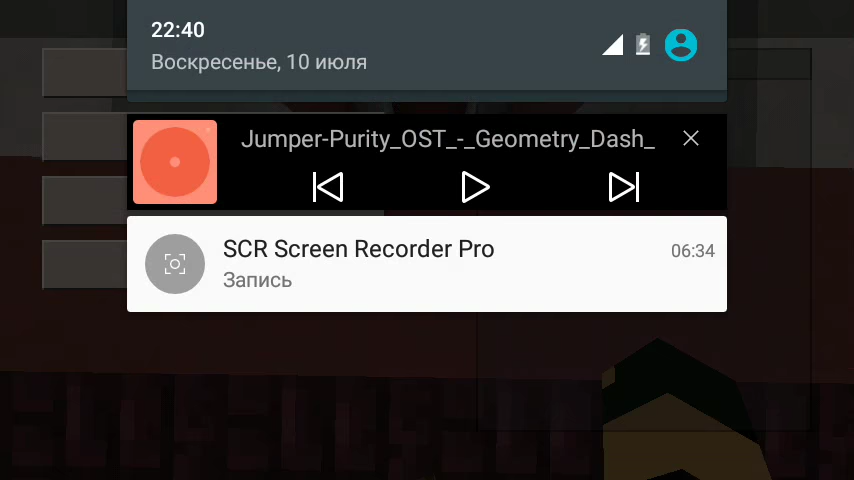 22:40
Воскресенье, 10 июля
Jumper-Purity_OST_-_Geometry_Dash_
SCR Screen Recorder Pro
06:34
Запись